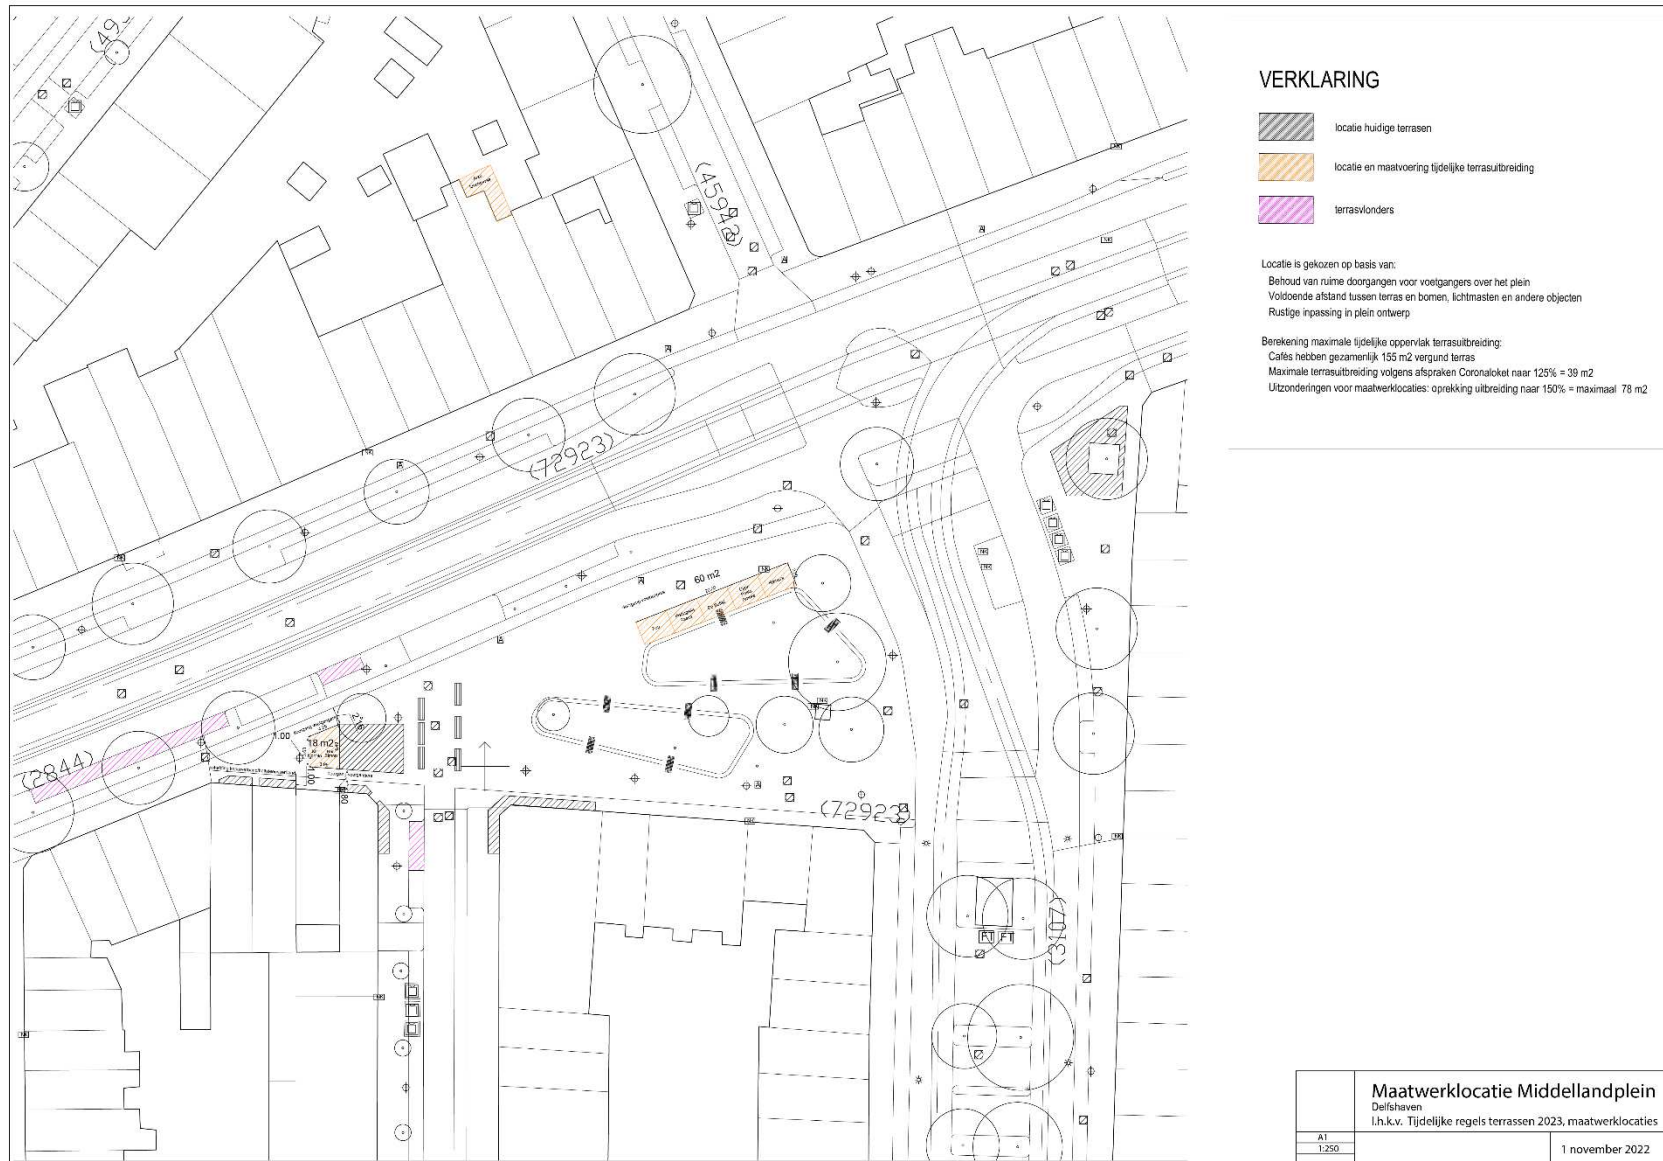 (2844)
(72923)
(45943)
60 m2
18 m2
1.00
1.00
(72923)
(3107)
FT FT
VERKLARING
locatie huidige terrasen
locatie en maatvoering tijdelijke terrasuitbreiding
terrasvlonders
Locatie is gekozen op basis van:
Behoud van ruime doorgangen voor voetgangers over het plein
Voldoende afstand tussen terras en bomen, lichtmasten en andere objecten
Rustige inpassing in plein ontwerp
Berekening maximale tijdelijke oppervlak terrasuitbreiding:
Cafés hebben gezamenlijk 155 m2 vergund terras
Maximale terrasuitbreiding volgens afspraken Coronaloket naar 125% = 39 m2
Uitzonderingen voor maatwerklocaties: oprekking uitbreiding naar 150% = maximaal 78 m2
Maatwerklocatie Middellandplein
Delfshaven
I.h.k.v. Tijdelijke regels terrassen 2023, maatwerklocaties
A1
1:250
1 november 2022